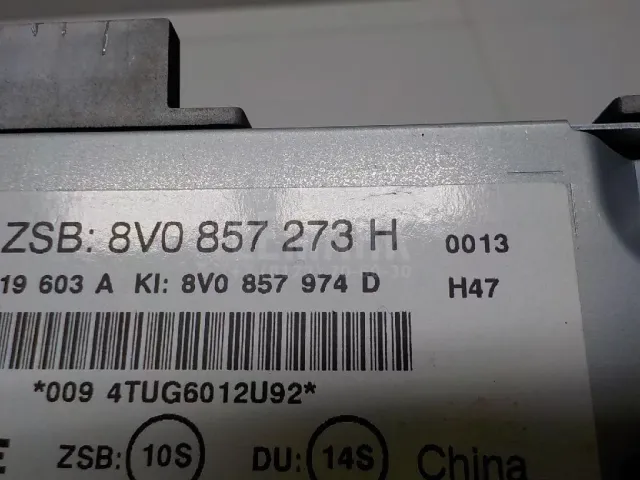 ZSB: 8V0 857 273 H 0013
19 603 A KI: 8V0 857 974 D H47
*009 4TUG6012U92*
E ZSB: 10S DU: 14S China